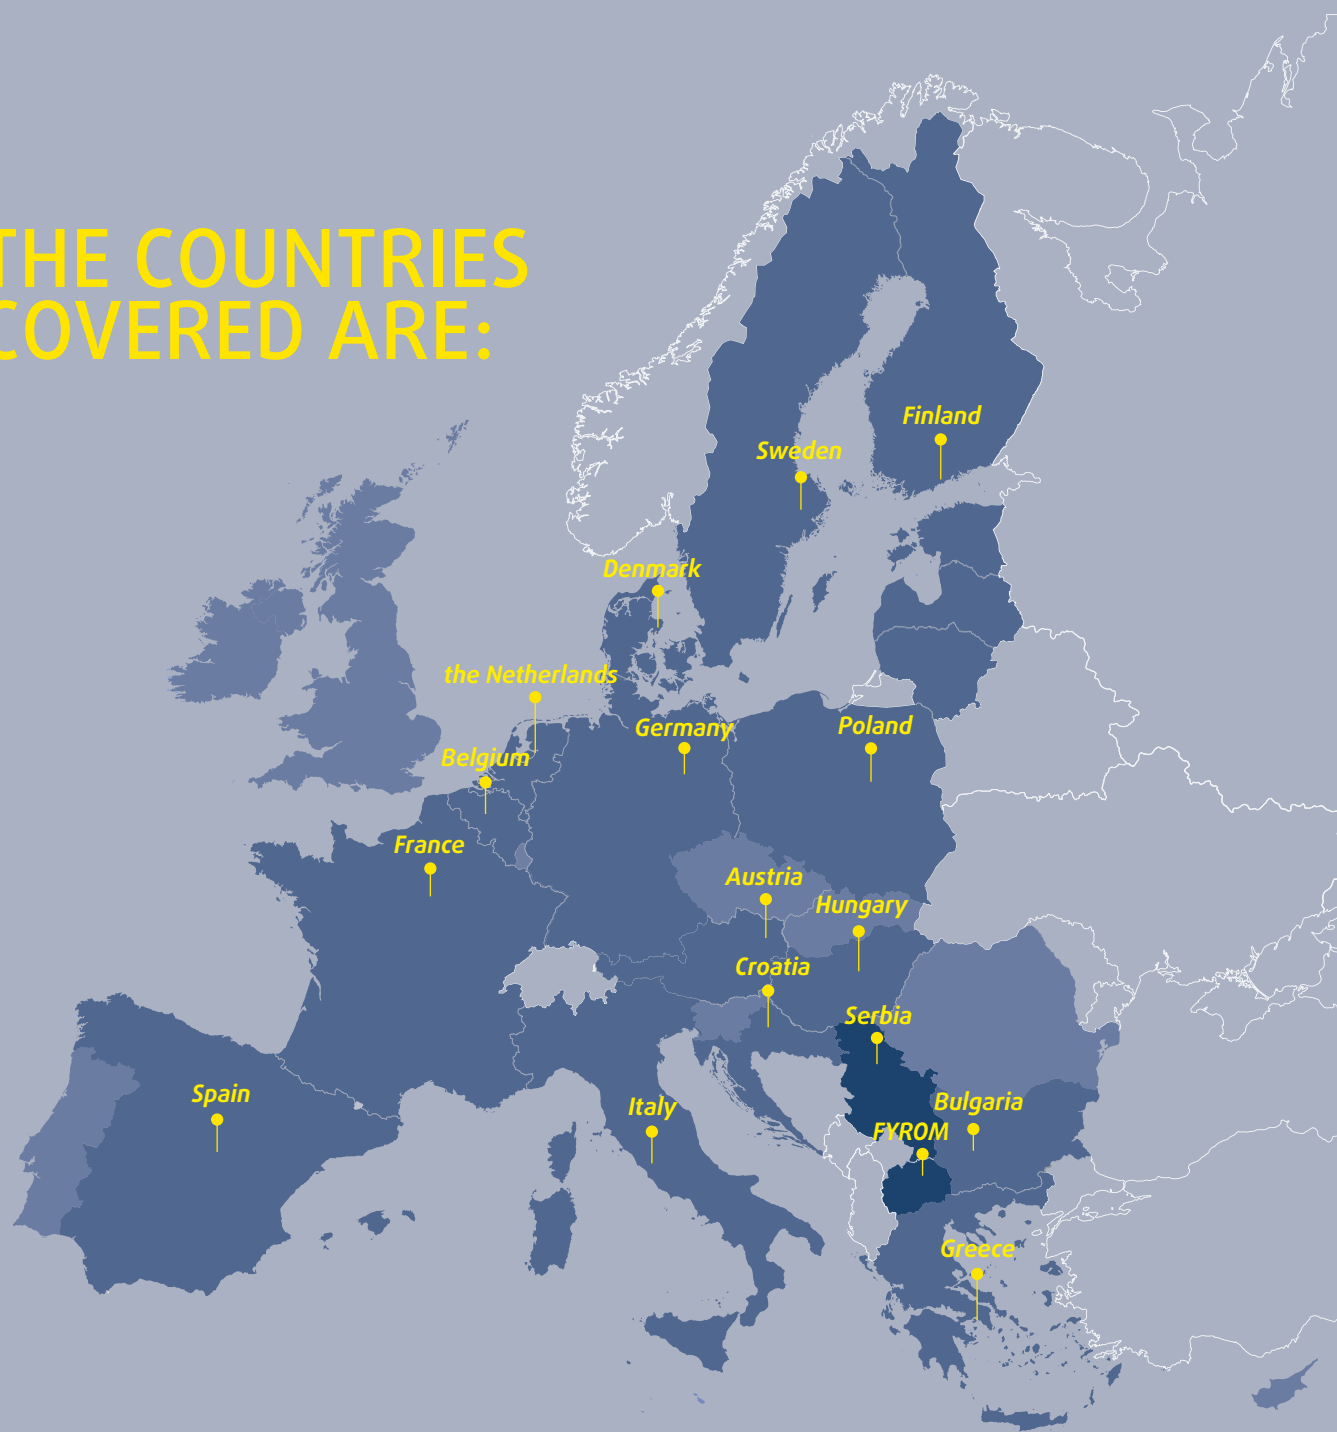 THE COUNTRIES
COVERED ARE:
Finland
Sweden
Denmark
the Netherlands
Germany
Poland
Belgium
France
Austria
Hungary
Croatia
Serbia
Spain
Italy
Bulgaria
FYROM
Greece